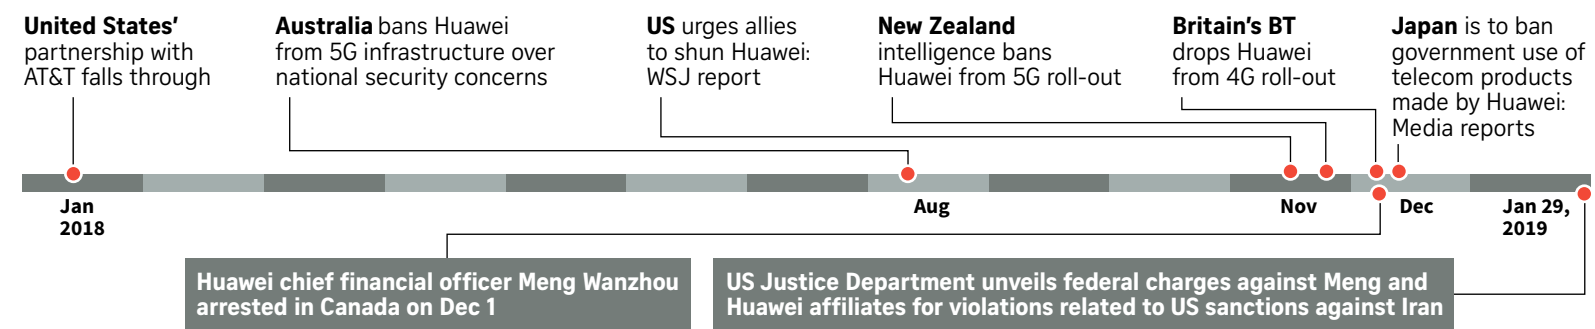 United States’
partnership with
AT&T falls through
Australia bans Huawei
from 5G infrastructure over
national security concerns
US urges allies
to shun Huawei:
WSJ report
New Zealand
intelligence bans
Huawei from 5G roll-out
Britain’s BT
drops Huawei
from 4G roll-out
Japan is to ban
government use of
telecom products
made by Huawei:
Media reports
Jan
2018
Aug
Nov
Dec
Jan 29,
2019
Huawei chief financial officer Meng Wanzhou
arrested in Canada on Dec 1
US Justice Department unveils federal charges against Meng and
Huawei affiliates for violations related to US sanctions against Iran